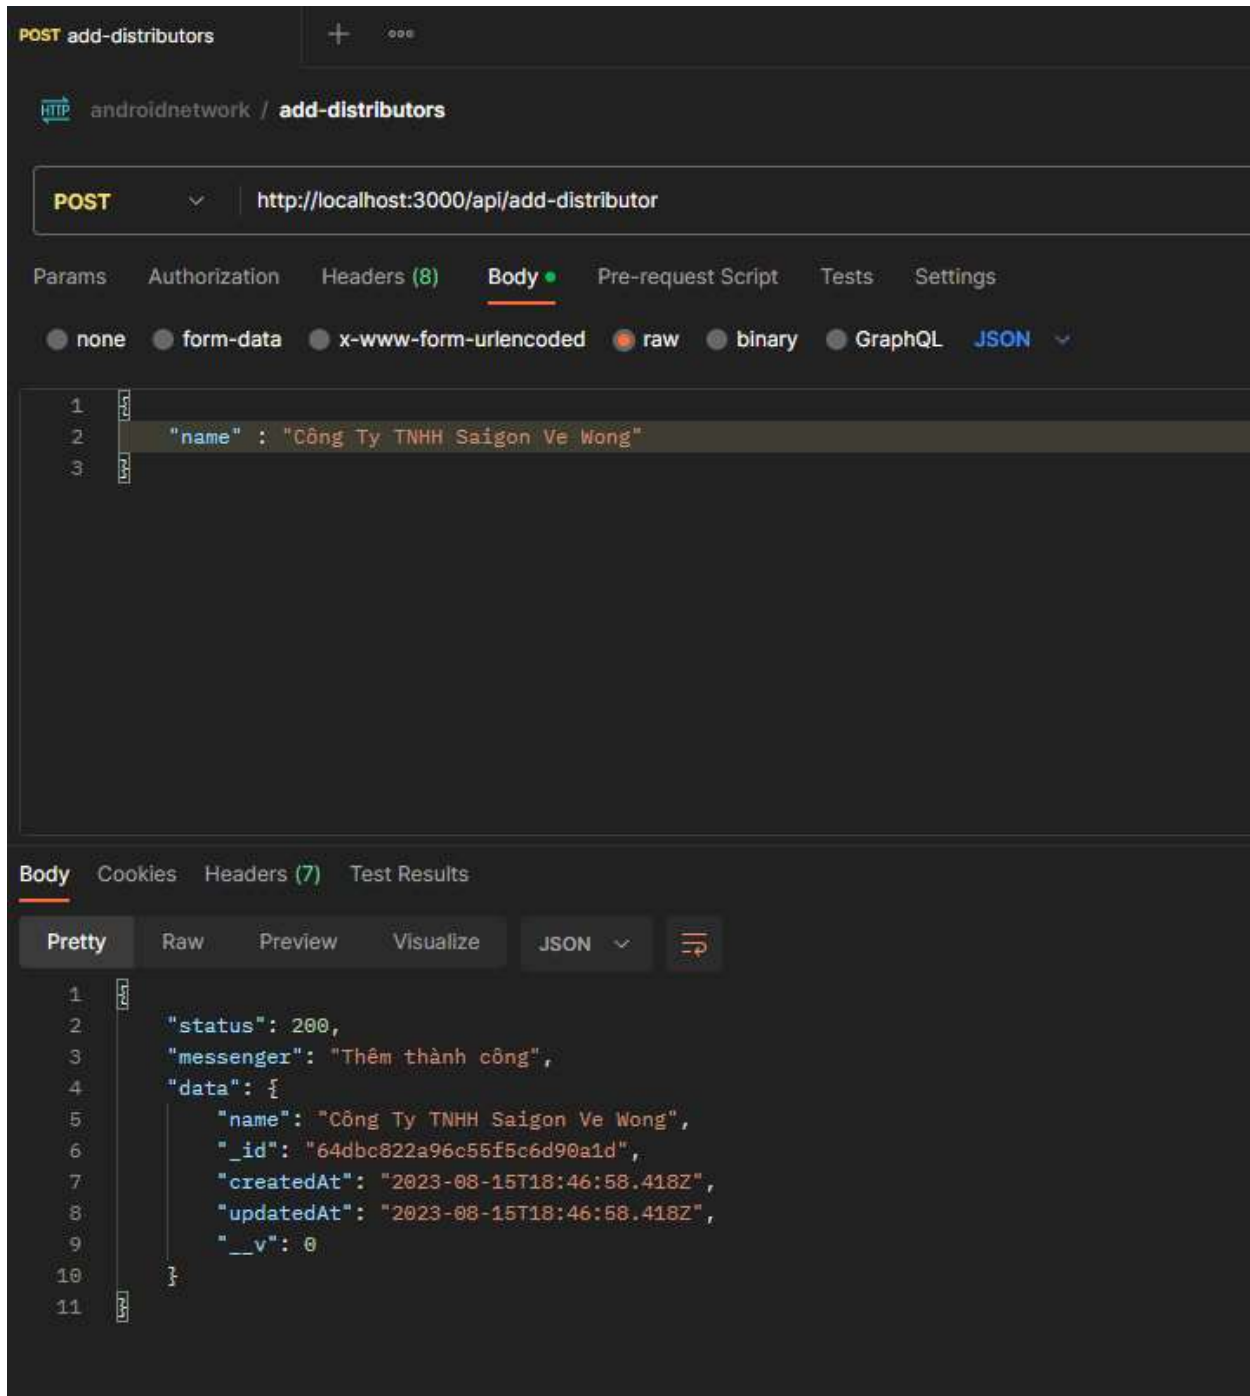 POST add-distributors
HTTP androidnetwork / add-distributors
POST http://localhost:3000/api/add-distributor
Params Authorization Headers (8) Body Pre-request Script Tests Settings
none form-data x-www-form-urlencoded raw binary GraphQL JSON
1 {
2 "name" : "Công Ty TNHH Saigon Ve Wong"
3 }
Body Cookies Headers (7) Test Results
Pretty Raw Preview Visualize JSON
1 {
2 "status": 200,
3 "messenger": "Thêm thành công",
4 "data": {
5 "name": "Công Ty TNHH Saigon Ve Wong",
6 "_id": "64dbc822a96c55f5c6d90a1d",
7 "createdAt": "2023-08-15T18:46:58.418Z",
8 "updatedAt": "2023-08-15T18:46:58.418Z",
9 "__v": 0
10 }
11 }